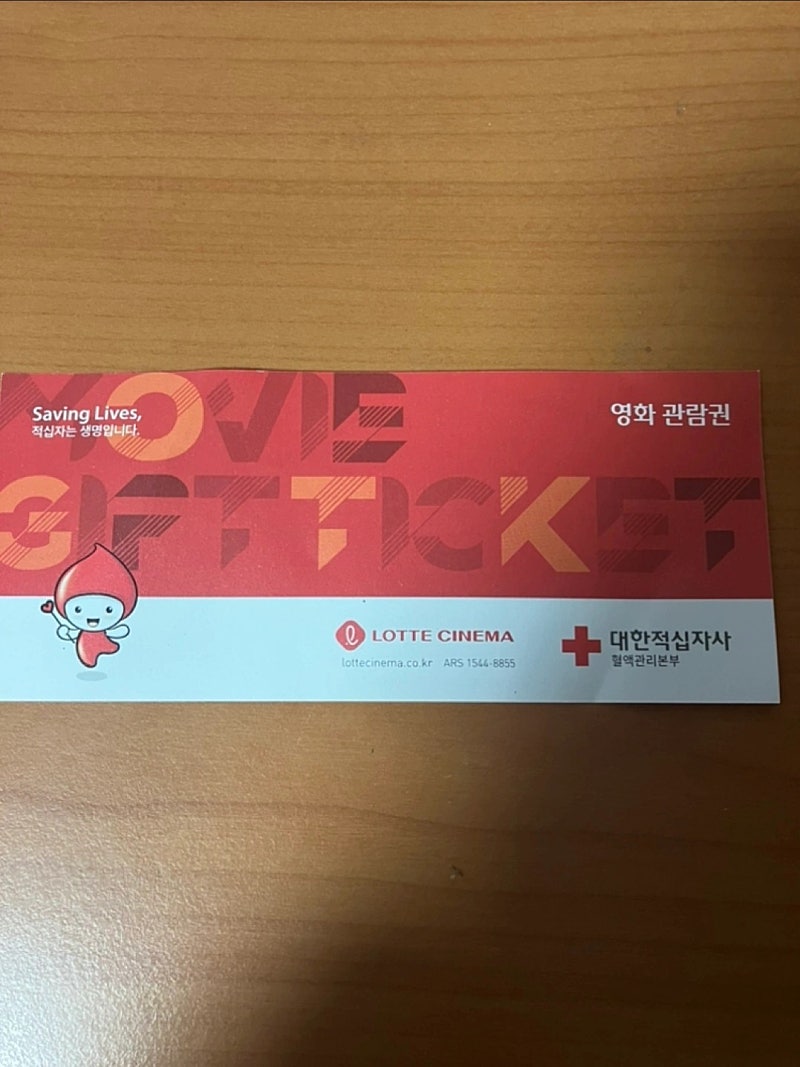 MOVIE
Saving Lives,
적십자는 생명입니다.
영화 관람권
GIFT TICKET
LOTTE CINEMA
lottecinema.co.kr ARS 1544-8855
대한적십자사
혈액관리본부